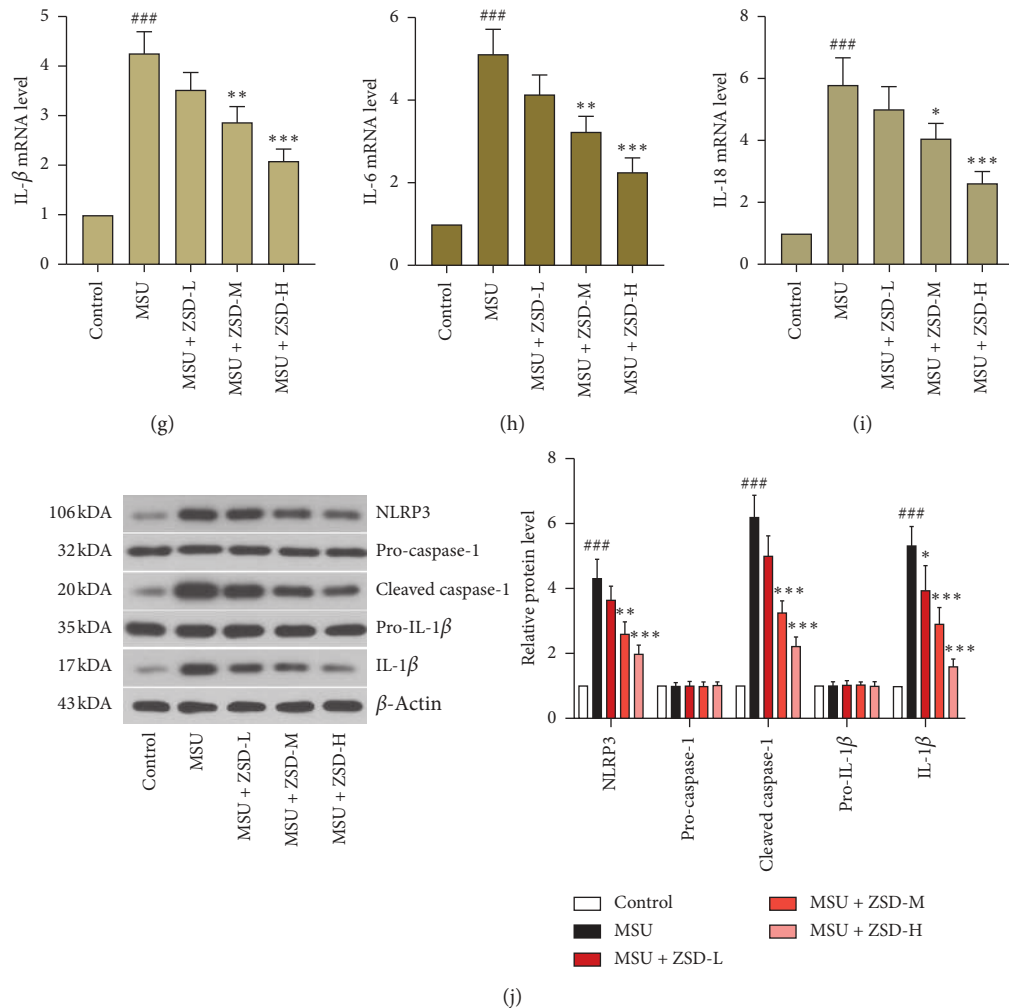 5
4
3
2
1
0
IL-β mRNA level
###
**
***
Control
MSU
MSU + ZSD-L
MSU + ZSD-M
MSU + ZSD-H
(g)
6
4
2
0
IL-6 mRNA level
###
**
***
Control
MSU
MSU + ZSD-L
MSU + ZSD-M
MSU + ZSD-H
(h)
8
6
4
2
0
IL-18 mRNA level
###
*
***
Control
MSU
MSU + ZSD-L
MSU + ZSD-M
MSU + ZSD-H
(i)
106 kDA NLRP3
32 kDA Pro-caspase-1
20 kDA Cleaved caspase-1
35 kDA Pro-IL-1β
17 kDA IL-1β
43 kDA β-Actin
Control
MSU
MSU + ZSD-L
MSU + ZSD-M
MSU + ZSD-H
8
6
4
2
0
Relative protein level
###
**
***
###
***
***
###
*
***
***
NLRP3
Pro-caspase-1
Cleaved caspase-1
Pro-IL-1β
IL-1β
Control
MSU
MSU + ZSD-L
MSU + ZSD-M
MSU + ZSD-H
(j)